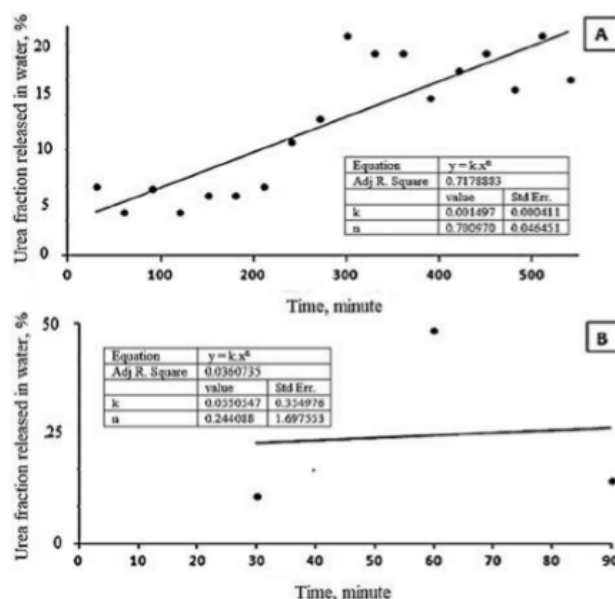 A
Urea fraction released in water, %
20
15
10
5
0
Equation y = k.xⁿ
Adj R. Square 0.7178883
value Std Err.
k 0.001497 0.000411
n 0.700970 0.046451
0 100 200 300 400 500
Time, minute
B
Urea fraction released in water, %
50
25
0
Equation y = k.xⁿ
Adj R. Square 0.0360735
value Std Err.
k 0.0550547 0.354976
n 0.244088 1.697553
0 10 20 30 40 50 60 70 80 90
Time, minute